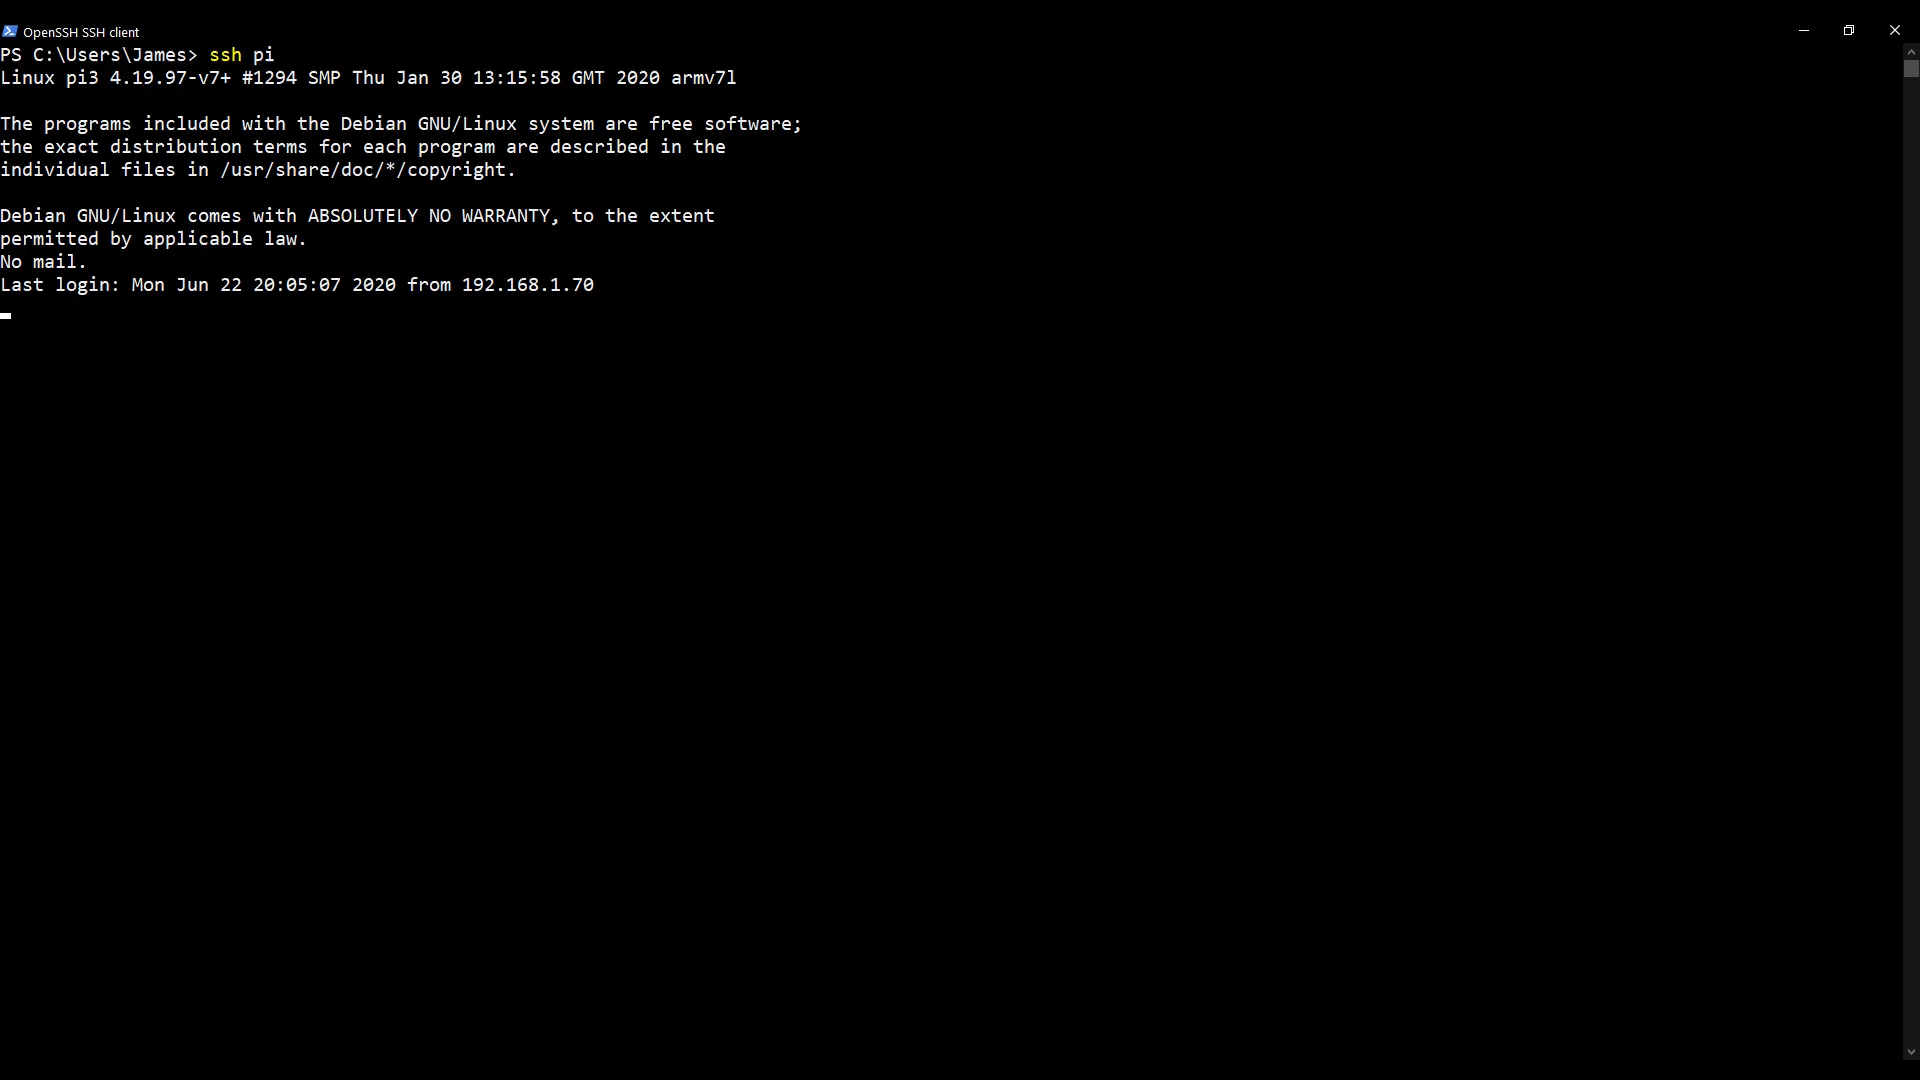 OpenSSH SSH client
PS C:\Users\James> ssh pi
Linux pi3 4.19.97-v7+ #1294 SMP Thu Jan 30 13:15:58 GMT 2020 armv7l
The programs included with the Debian GNU/Linux system are free software;
the exact distribution terms for each program are described in the
individual files in /usr/share/doc/*/copyright.
Debian GNU/Linux comes with ABSOLUTELY NO WARRANTY, to the extent
permitted by applicable law.
No mail.
Last login: Mon Jun 22 20:05:07 2020 from 192.168.1.70